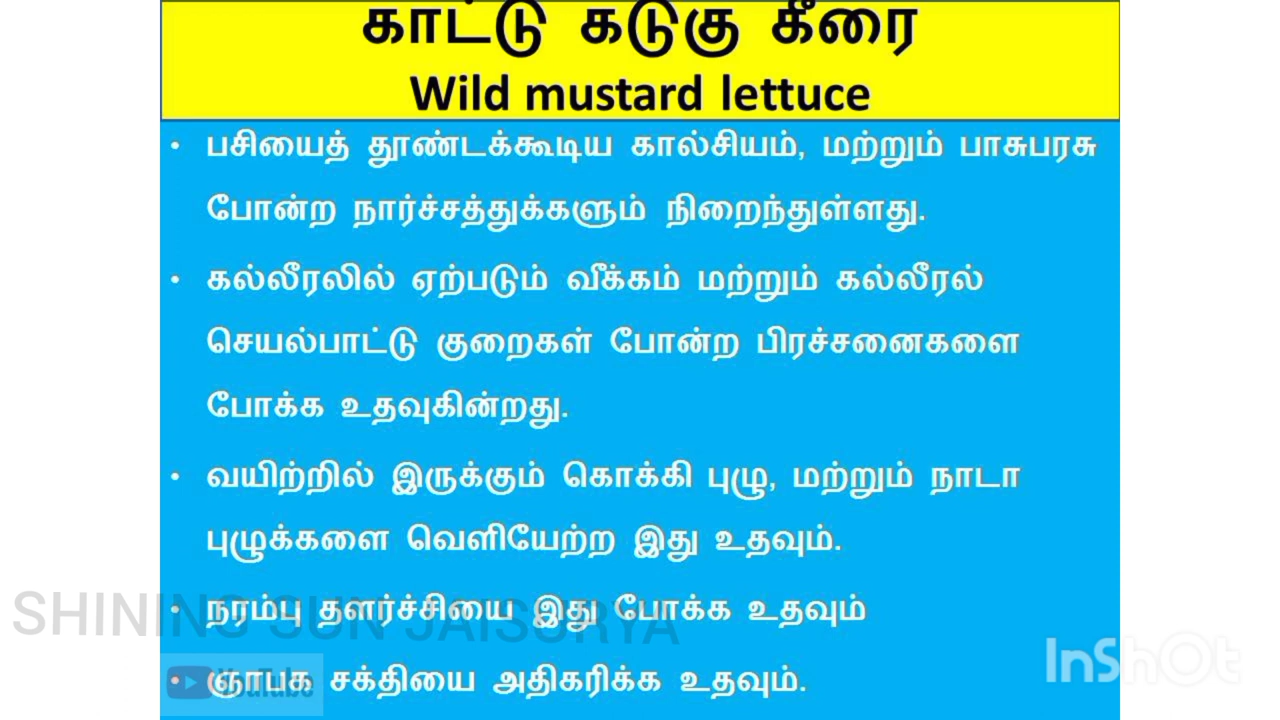 காட்டு கடுகு கீரை
Wild mustard lettuce
• பசியைத் தூண்டக்கூடிய கால்சியம், மற்றும் பாசுபரசு
போன்ற நார்ச்சத்துக்களும் நிறைந்துள்ளது.
• கல்லீரலில் ஏற்படும் வீக்கம் மற்றும் கல்லீரல்
செயல்பாட்டு குறைகள் போன்ற பிரச்சனைகளை
போக்க உதவுகின்றது.
• வயிற்றில் இருக்கும் கொக்கி புழு, மற்றும் நாடா
புழுக்களை வெளியேற்ற இது உதவும்.
• நரம்பு தளர்ச்சியை இது போக்க உதவும்
SHINING SUN JAISURYA
• ஞாபக சக்தியை அதிகரிக்க உதவும்.
YouTube
InShOt